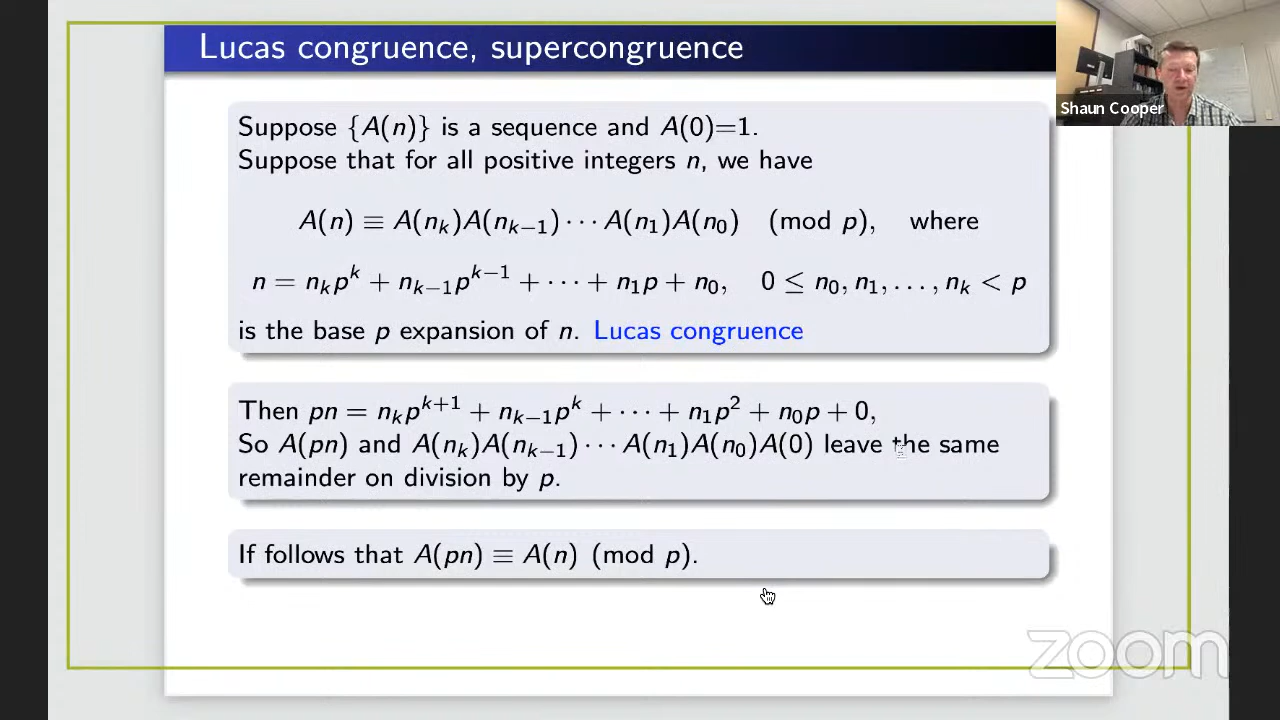 Lucas congruence, supercongruence
Shaun Cooper
Suppose {A(n)} is a sequence and A(0)=1.
Suppose that for all positive integers n, we have
A(n) ≡ A(n_k)A(n_{k−1}) ⋯ A(n_1)A(n_0) (mod p), where
n = n_k p^k + n_{k−1}p^{k−1} + ⋯ + n_1 p + n_0, 0 ≤ n_0, n_1, . . . , n_k < p
is the base p expansion of n. Lucas congruence
Then pn = n_k p^{k+1} + n_{k−1}p^k + ⋯ + n_1 p^2 + n_0 p + 0,
So A(pn) and A(n_k)A(n_{k−1}) ⋯ A(n_1)A(n_0)A(0) leave the same
remainder on division by p.
If follows that A(pn) ≡ A(n) (mod p).
zoom